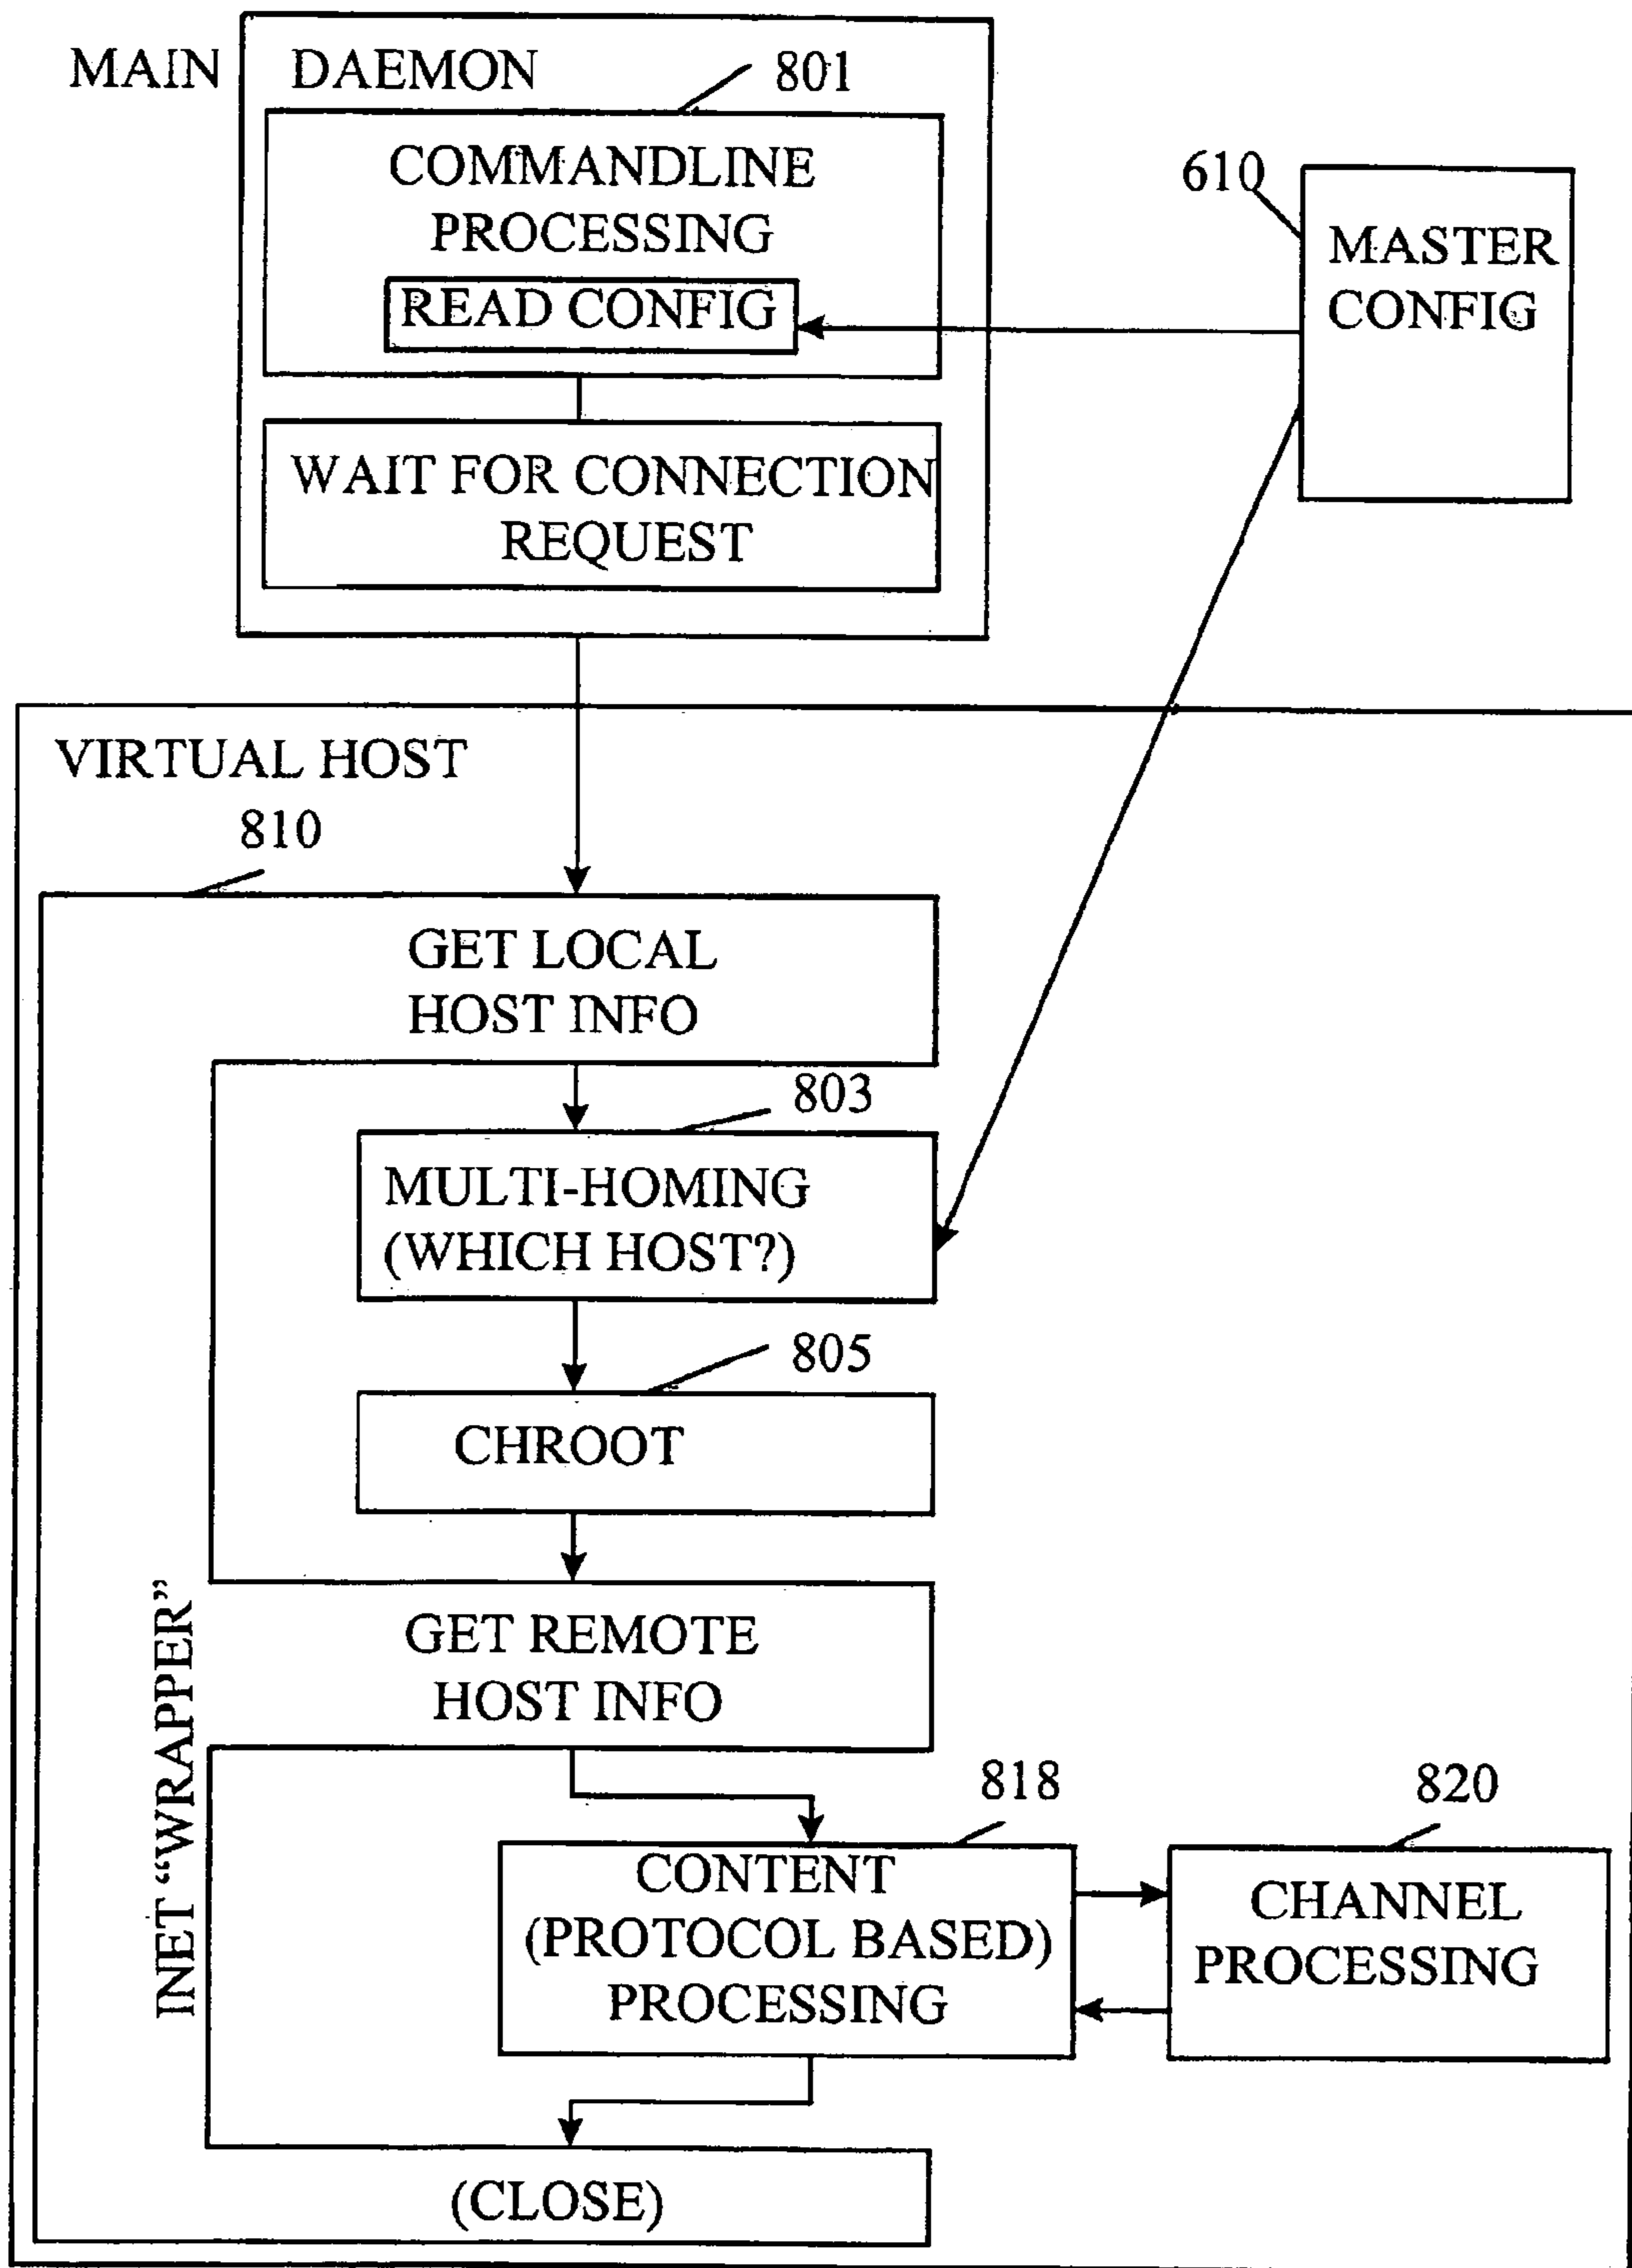 MAIN DAEMON
801
COMMANDLINE
PROCESSING
READ CONFIG
610
MASTER
CONFIG
WAIT FOR CONNECTION
REQUEST
VIRTUAL HOST
810
GET LOCAL
HOST INFO
803
MULTI-HOMING
(WHICH HOST?)
805
CHROOT
INET “WRAPPER”
GET REMOTE
HOST INFO
818
CONTENT
(PROTOCOL BASED)
PROCESSING
820
CHANNEL
PROCESSING
(CLOSE)